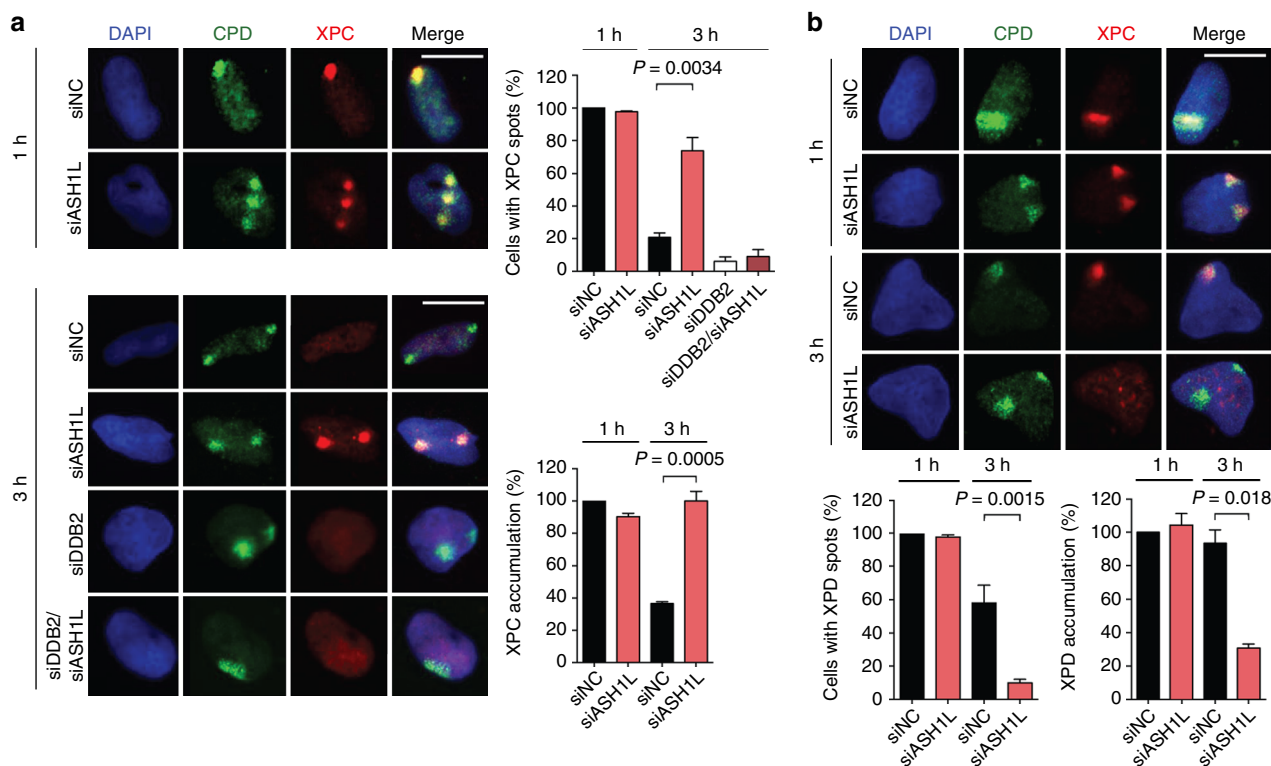 a
DAPI CPD XPC Merge
1 h
siNC
siASH1L
3 h
siNC
siASH1L
siDDB2
siDDB2/
siASH1L
1 h 3 h
P = 0.0034
Cells with XPC spots (%)
120
100
80
60
40
20
0
siNC
siASH1L
siNC
siASH1L
siDDB2
siDDB2/siASH1L
1 h 3 h
P = 0.0005
XPC accumulation (%)
120
100
80
60
40
20
0
siNC
siASH1L
siNC
siASH1L
b
DAPI CPD XPC Merge
1 h
siNC
siASH1L
3 h
siNC
siASH1L
1 h 3 h
P = 0.0015
Cells with XPD spots (%)
120
100
80
60
40
20
0
siNC
siASH1L
siNC
siASH1L
1 h 3 h
P = 0.018
XPD accumulation (%)
120
100
80
60
40
20
0
siNC
siASH1L
siNC
siASH1L